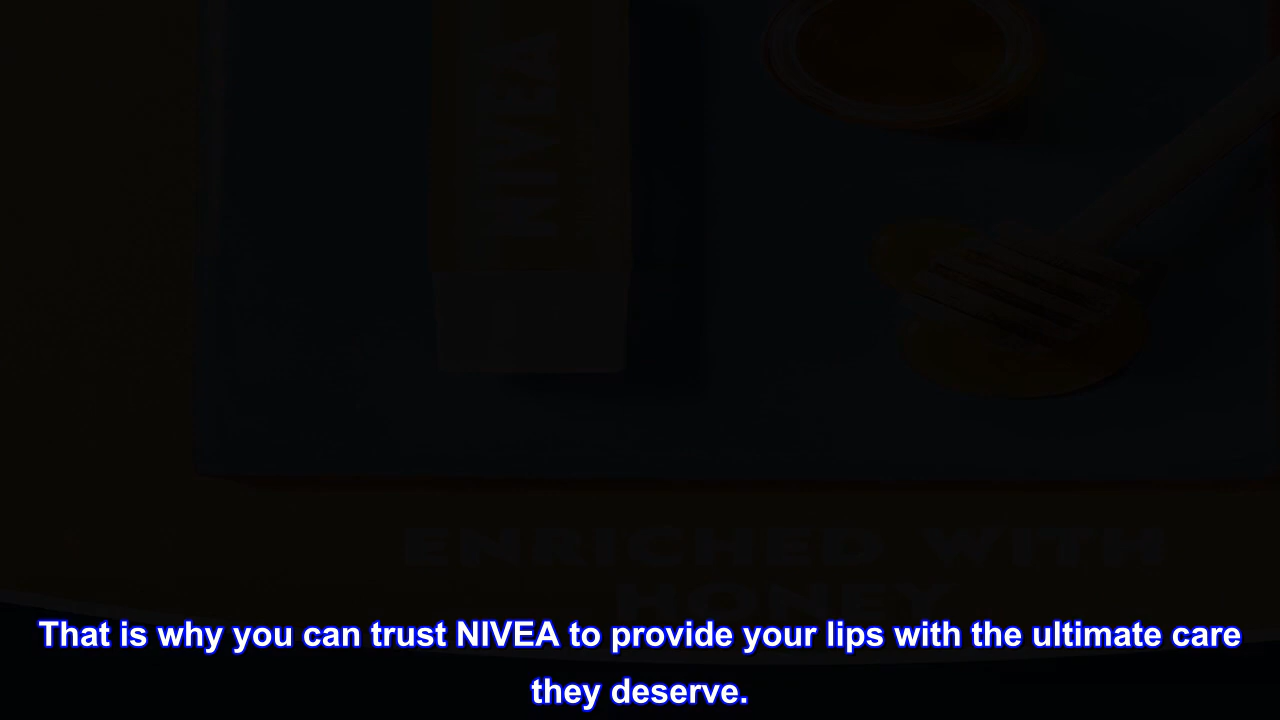 NIVEA
ENRICHED WITH
HONEY
That is why you can trust NIVEA to provide your lips with the ultimate care
they deserve.